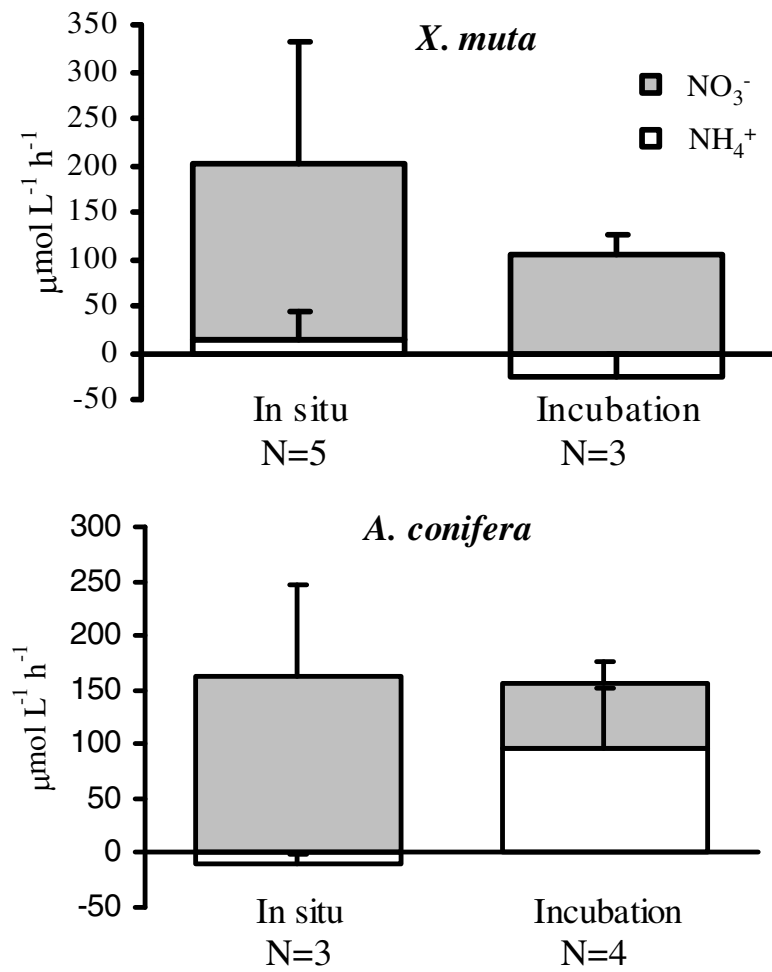 X. muta
NO₃⁻
NH₄⁺
µmol L⁻¹ h⁻¹
350
300
250
200
150
100
50
0
-50
In situ
Incubation
N=5
N=3
A. conifera
µmol L⁻¹ h⁻¹
300
250
200
150
100
50
0
-50
In situ
Incubation
N=3
N=4